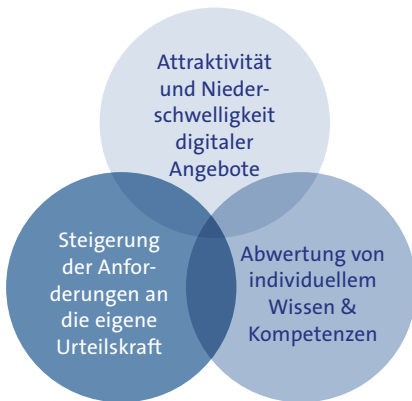 Attraktivität
und Nieder-
schwelligkeit
digitaler
Angebote
Steigerung
der Anfor-
derungen an
die eigene
Urteilskraft
Abwertung von
individuellem
Wissen &
Kompetenzen